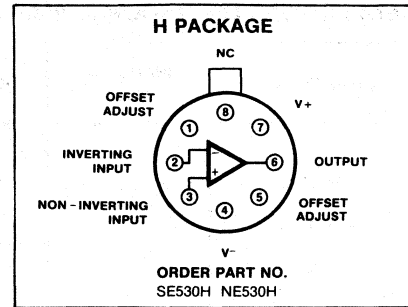 H PACKAGE
NC
OFFSET
ADJUST
V+
8
1
7
INVERTING
INPUT
2
−
+
6
OUTPUT
NON-INVERTING
INPUT
3
5
OFFSET
ADJUST
4
V−
ORDER PART NO.
SE530H NE530H